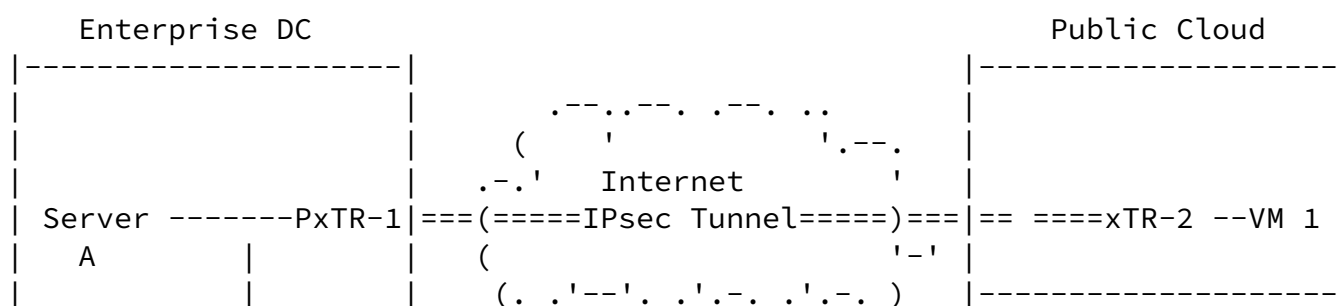 Enterprise DC Public Cloud
|---------------------| |-------------------
| | .--..--. .--. .. |
| | ( ' '.--. |
| | .-.' Internet ' |
| Server -------PxTR-1|===(=====IPsec Tunnel=====)===|== ====xTR-2 --VM 1
| A | | ( '-' |
| | | (. .'--'. .'.-. .'.-. ) |-------------------